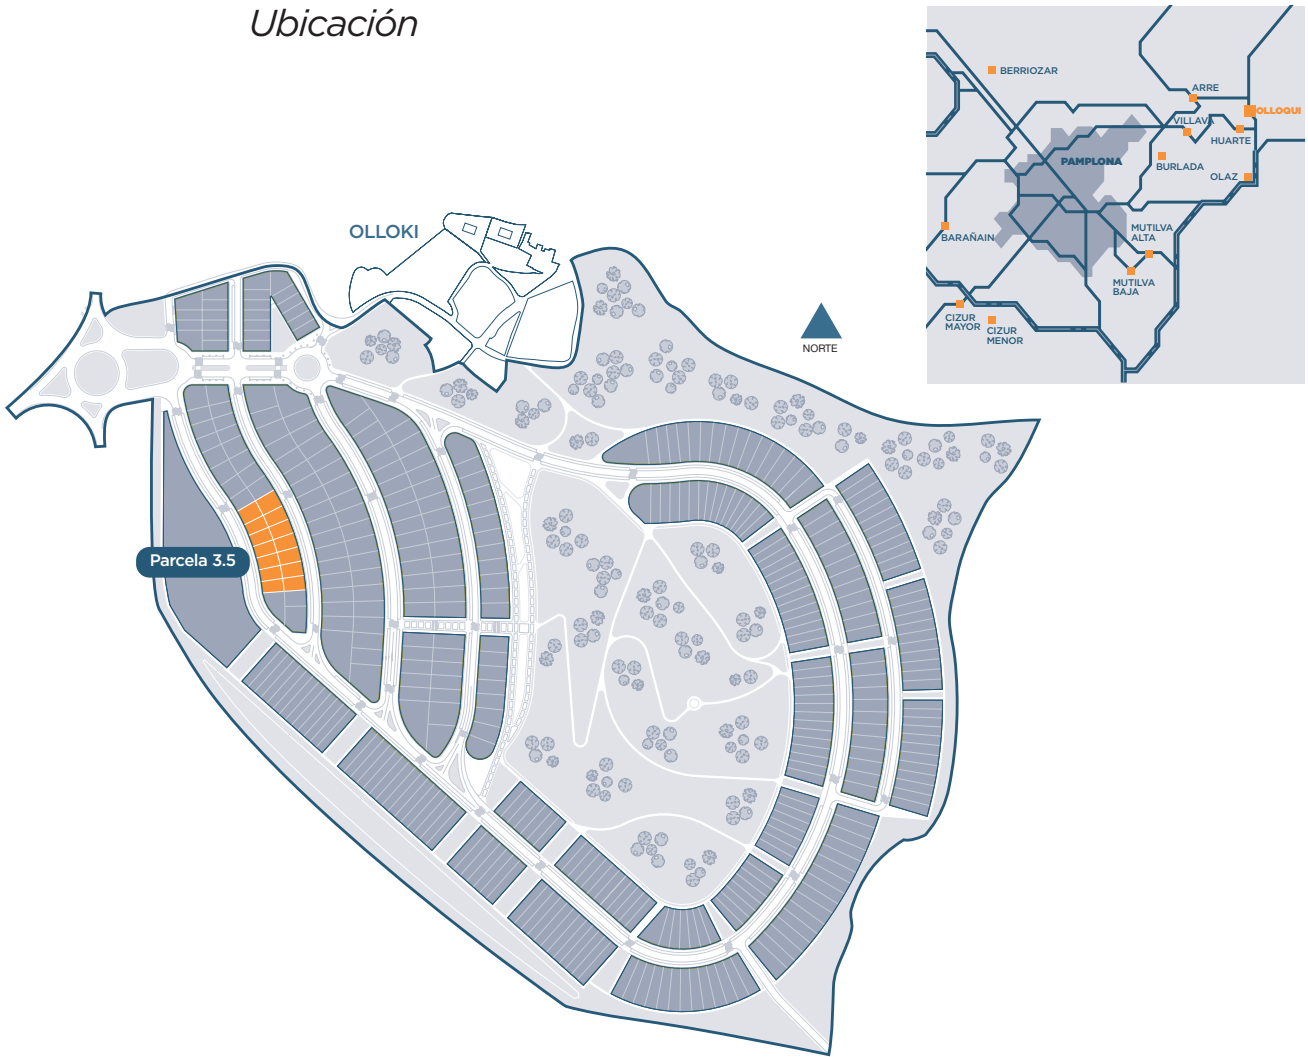 Ubicación
BERRIOZAR
ARRE
OLLOQUI
VILLAVA
HUARTE
PAMPLONA
BURLADA
OLAZ
BARAÑAIN
MUTILVA
ALTA
MUTILVA
BAJA
CIZUR
MAYOR
CIZUR
MENOR
OLLOKI
NORTE
Parcela 3.5